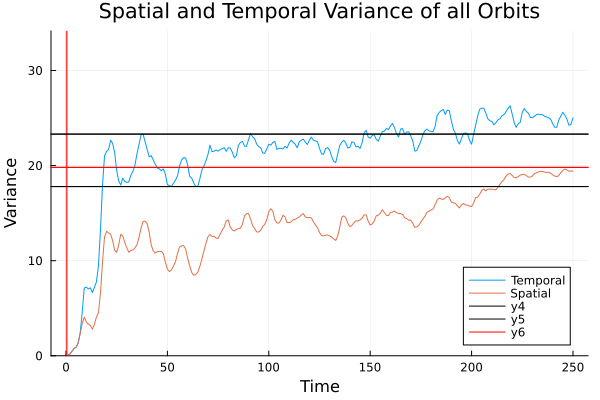 Spatial and Temporal Variance of all Orbits
Variance
30
20
10
0
0 50 100 150 200 250
Time
Temporal
Spatial
y4
y5
y6